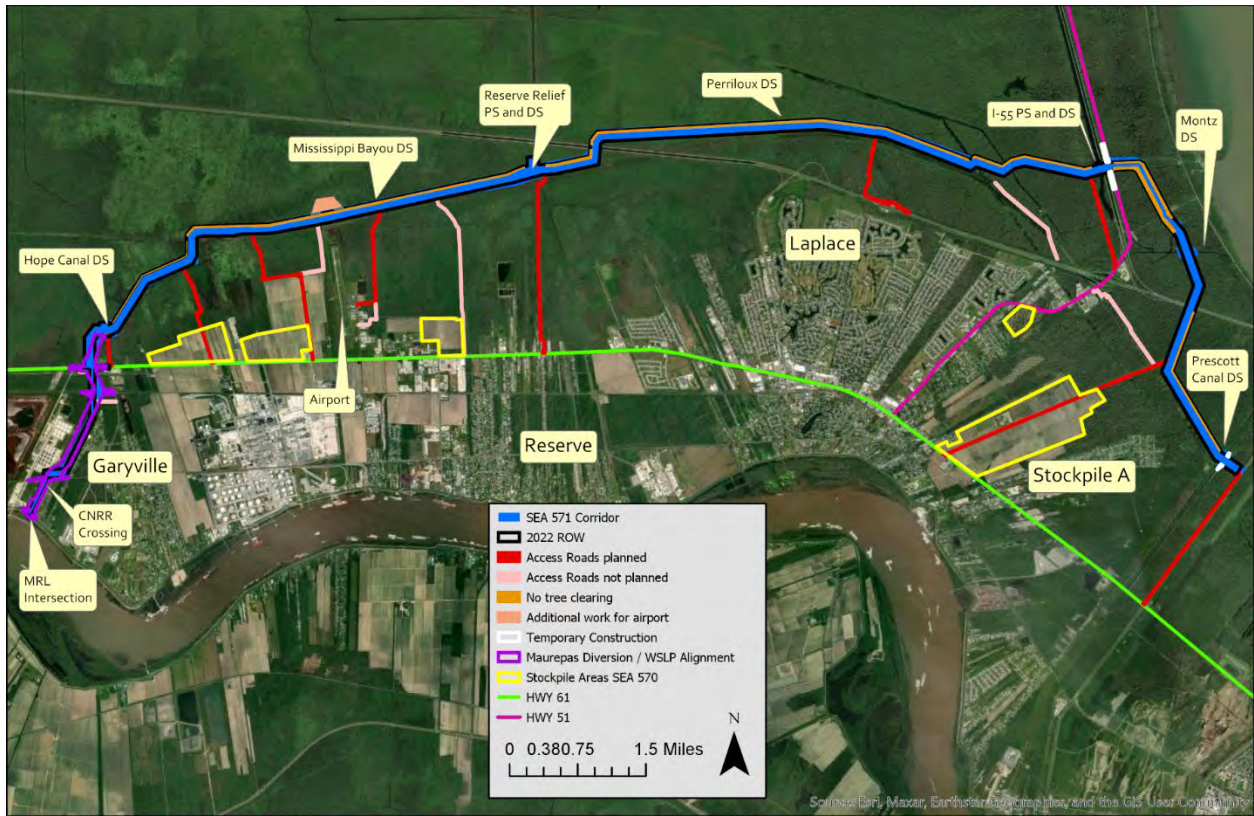 Perriloux DS
Reserve Relief
PS and DS
I-55 PS and DS
Montz
DS
Mississippi Bayou DS
Hope Canal DS
Laplace
Prescott
Canal DS
Airport
Reserve
Garyville
Stockpile A
CNRR
Crossing
MRL
Intersection
SEA 571 Corridor
2022 ROW
Access Roads planned
Access Roads not planned
No tree clearing
Additional work for airport
Temporary Construction
Maurepas Diversion / WSLP Alignment
Stockpile Areas SEA 570
HWY 61
HWY 51
N
0 0.380.75 1.5 Miles
Source: Esri, Maxar, Earthstar Geographics, and the GIS User Community